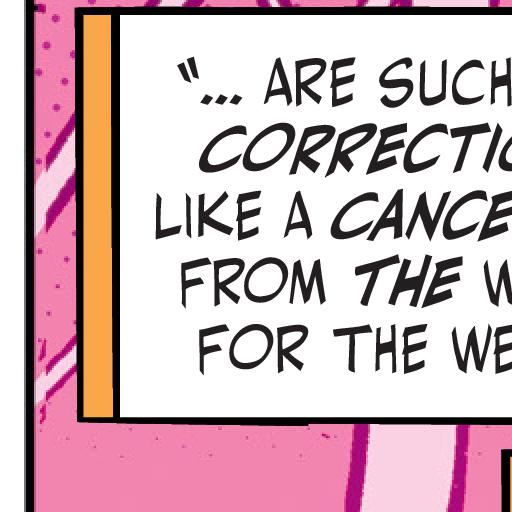 “... ARE SUCH
CORRECTIO
LIKE A CANCE
FROM THE W
FOR THE WE